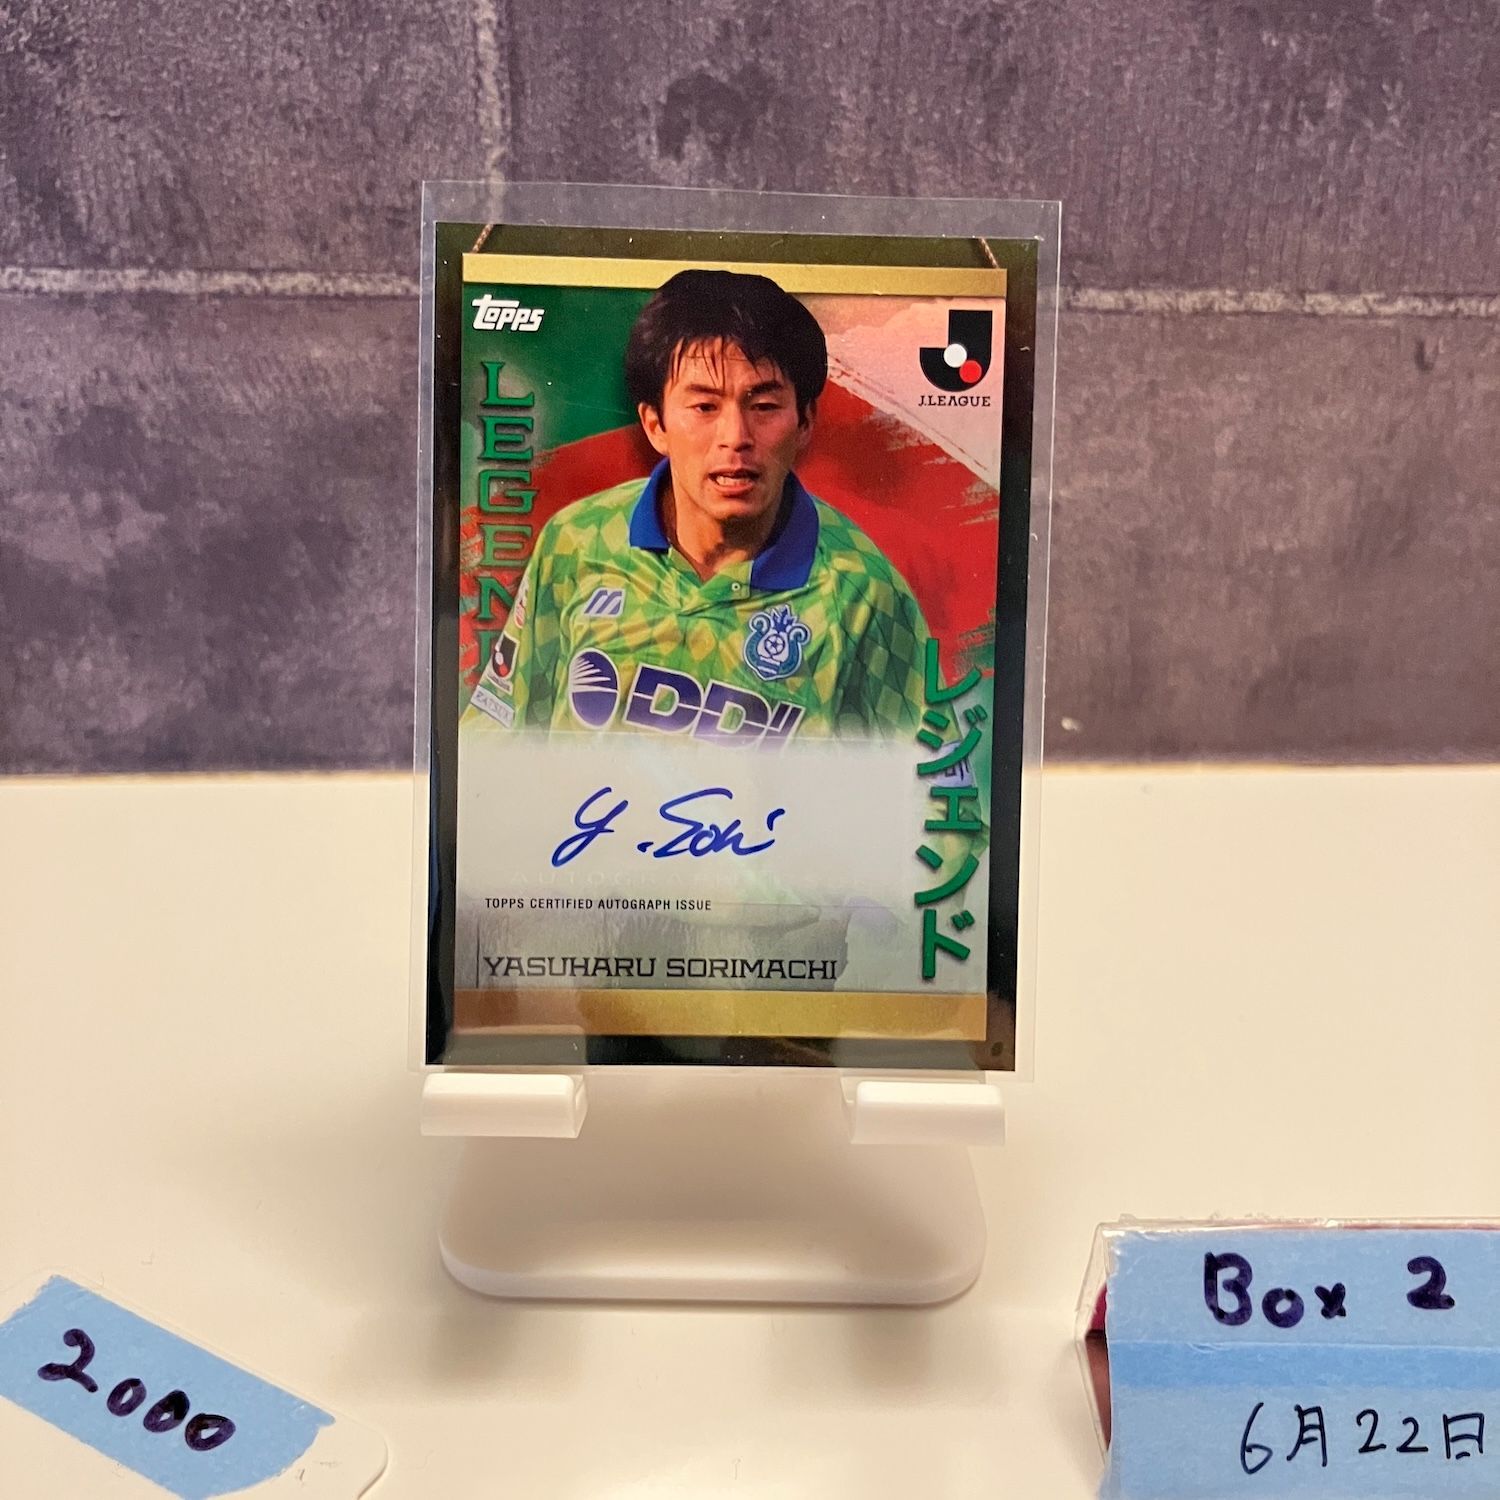 topps
J.LEAGUE
LEGEND
レジェンド
DDI
Y. Sori
TOPPS CERTIFIED AUTOGRAPH ISSUE
YASUHARU SORIMACHI
2000
Box 2
6月22日